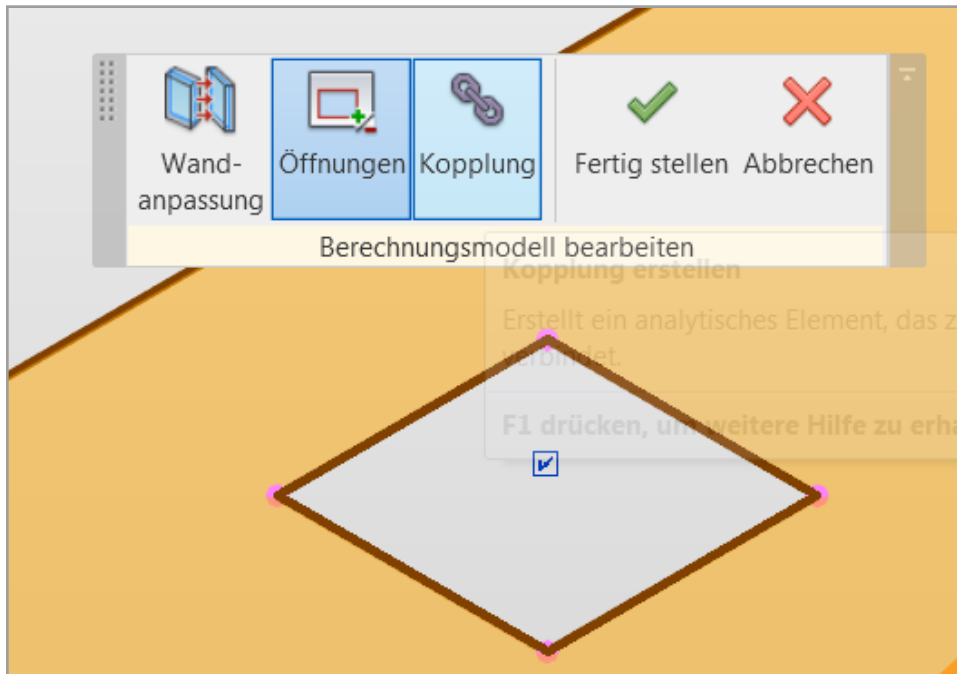 Wand-
anpassung
Öffnungen
Kopplung
Fertig stellen
Abbrechen
Berechnungsmodell bearbeiten
Kopplung erstellen
Erstellt ein analytisches Element, das z
verbindet.
F1 drücken, um weitere Hilfe zu erha